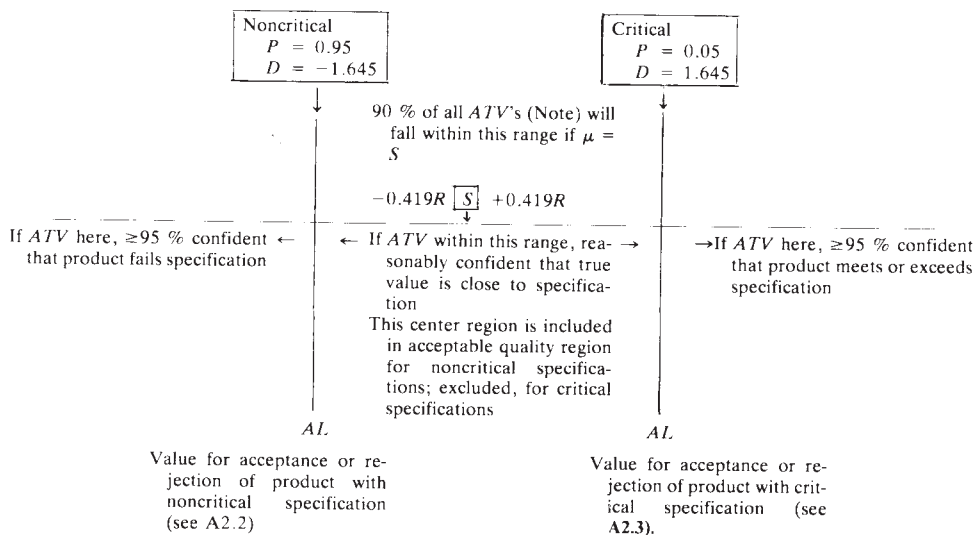 Noncritical
P = 0.95
D = −1.645
Critical
P = 0.05
D = 1.645
90 % of all ATV's (Note) will
fall within this range if μ =
S
−0.419R S +0.419R
If ATV here, ≥95 % confident ←
that product fails specification
← If ATV within this range, rea- →
sonably confident that true
value is close to specifica-
tion
This center region is included
in acceptable quality region
for noncritical specifica-
tions; excluded, for critical
specifications
→If ATV here, ≥95 % confident
that product meets or exceeds
specification
AL
Value for acceptance or re-
jection of product with
noncritical specification
(see A2.2)
AL
Value for acceptance or re-
jection of product with crit-
ical specification (see
A2.3).